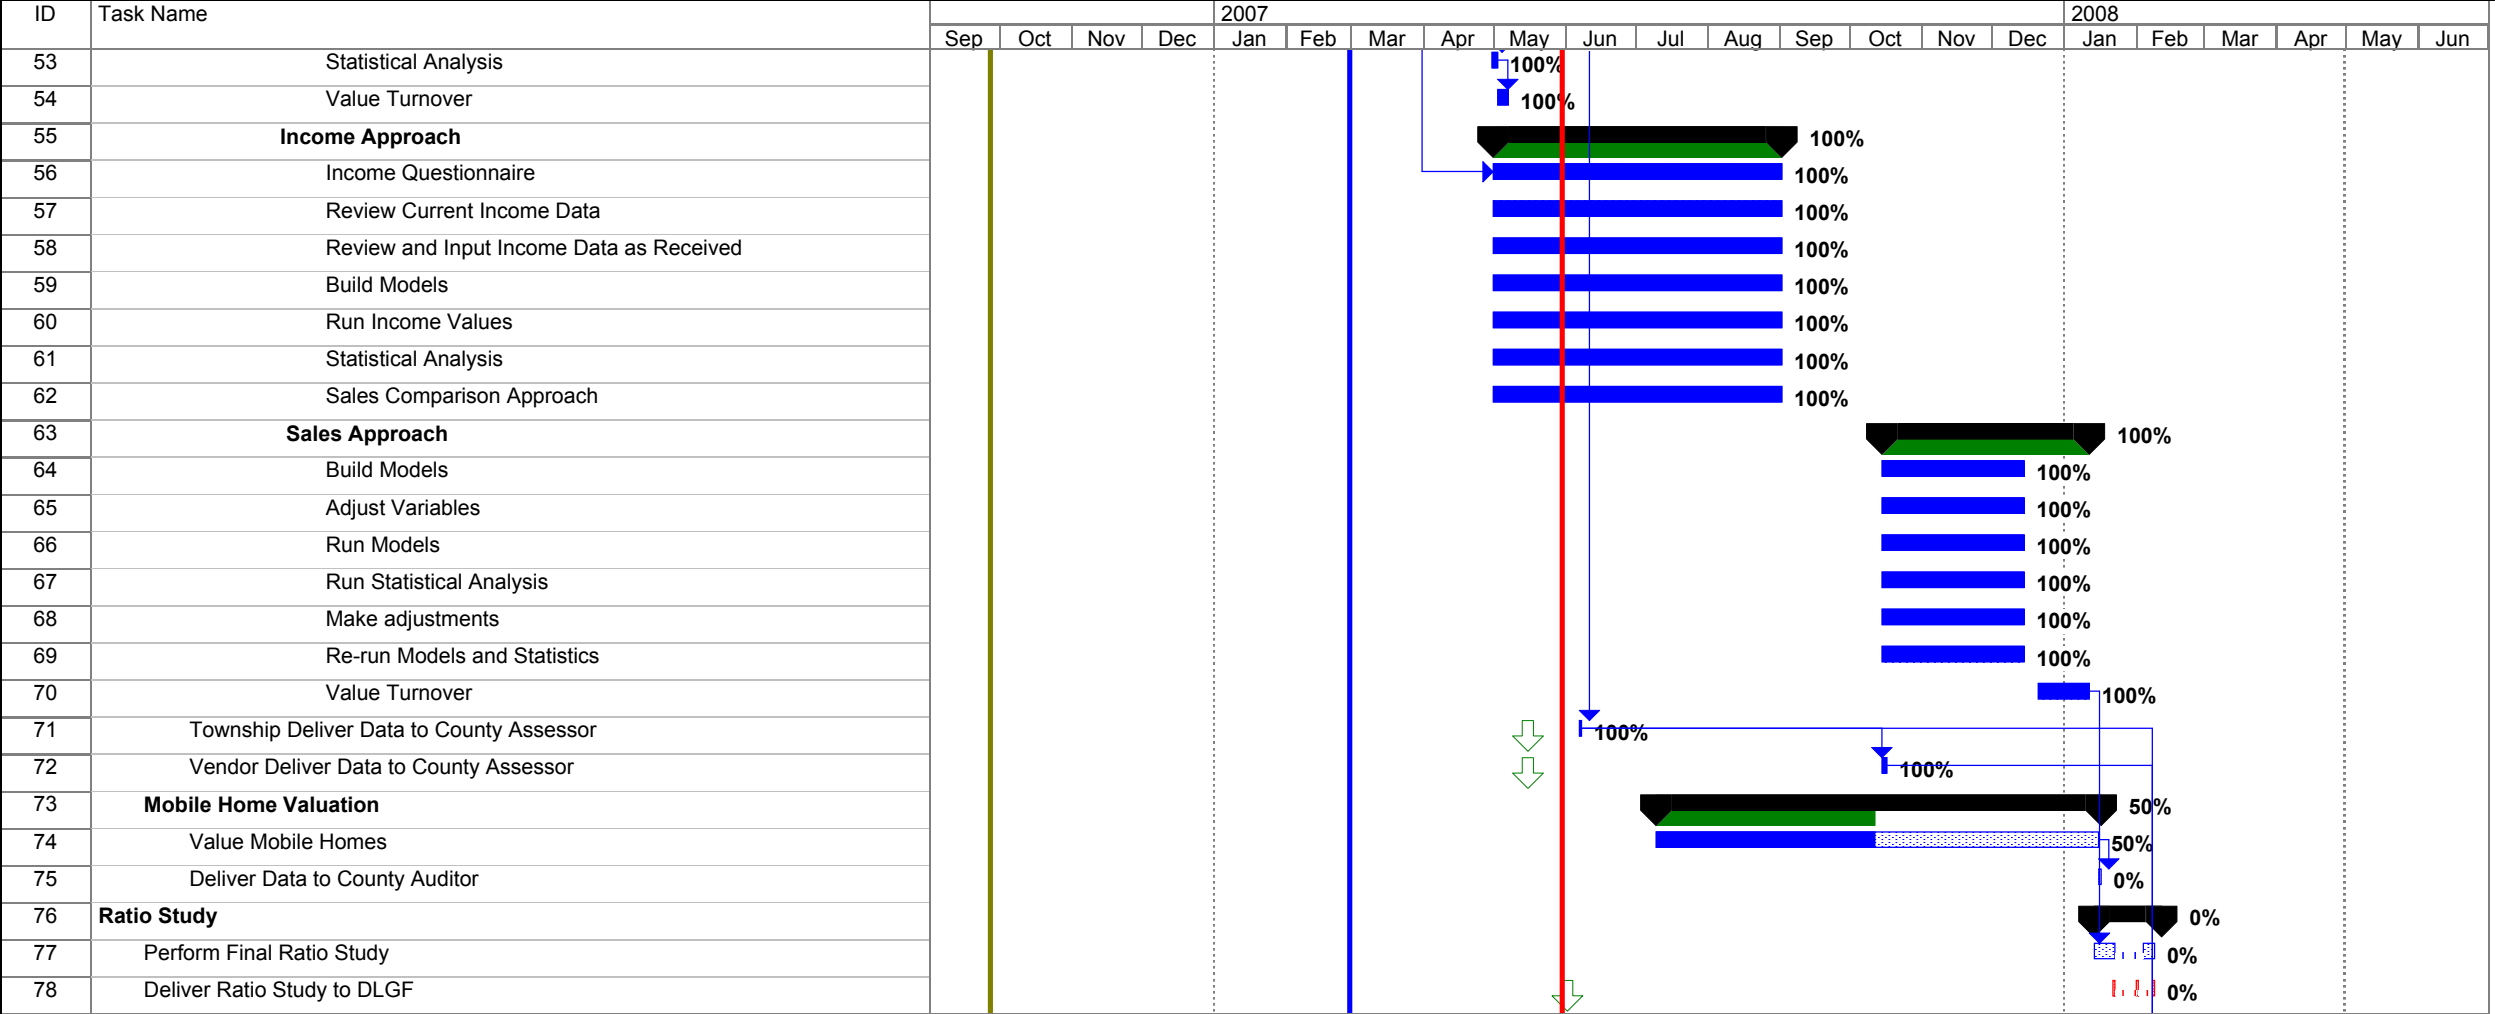 ID Task Name 2007 2008
Sep Oct Nov Dec Jan Feb Mar Apr May Jun Jul Aug Sep Oct Nov Dec Jan Feb Mar Apr May Jun
53 Statistical Analysis 100%
54 Value Turnover 100%
55 Income Approach 100%
56 Income Questionnaire 100%
57 Review Current Income Data 100%
58 Review and Input Income Data as Received 100%
59 Build Models 100%
60 Run Income Values 100%
61 Statistical Analysis 100%
62 Sales Comparison Approach 100%
63 Sales Approach 100%
64 Build Models 100%
65 Adjust Variables 100%
66 Run Models 100%
67 Run Statistical Analysis 100%
68 Make adjustments 100%
69 Re-run Models and Statistics 100%
70 Value Turnover 100%
71 Township Deliver Data to County Assessor 100%
72 Vendor Deliver Data to County Assessor 100%
73 Mobile Home Valuation 50%
74 Value Mobile Homes 50%
75 Deliver Data to County Auditor 0%
76 Ratio Study 0%
77 Perform Final Ratio Study 0%
78 Deliver Ratio Study to DLGF 0%